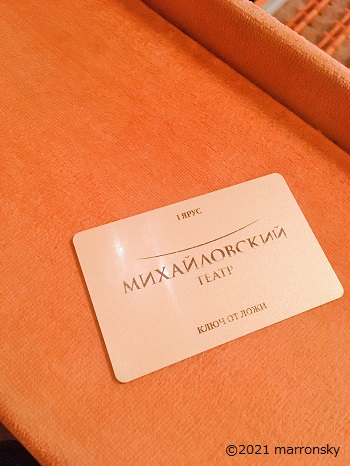 I ЯРУС
МИХАЙЛОВСКИЙ
ТЕАТР
КЛЮЧ ОТ ЛОЖИ
©2021 marronsky